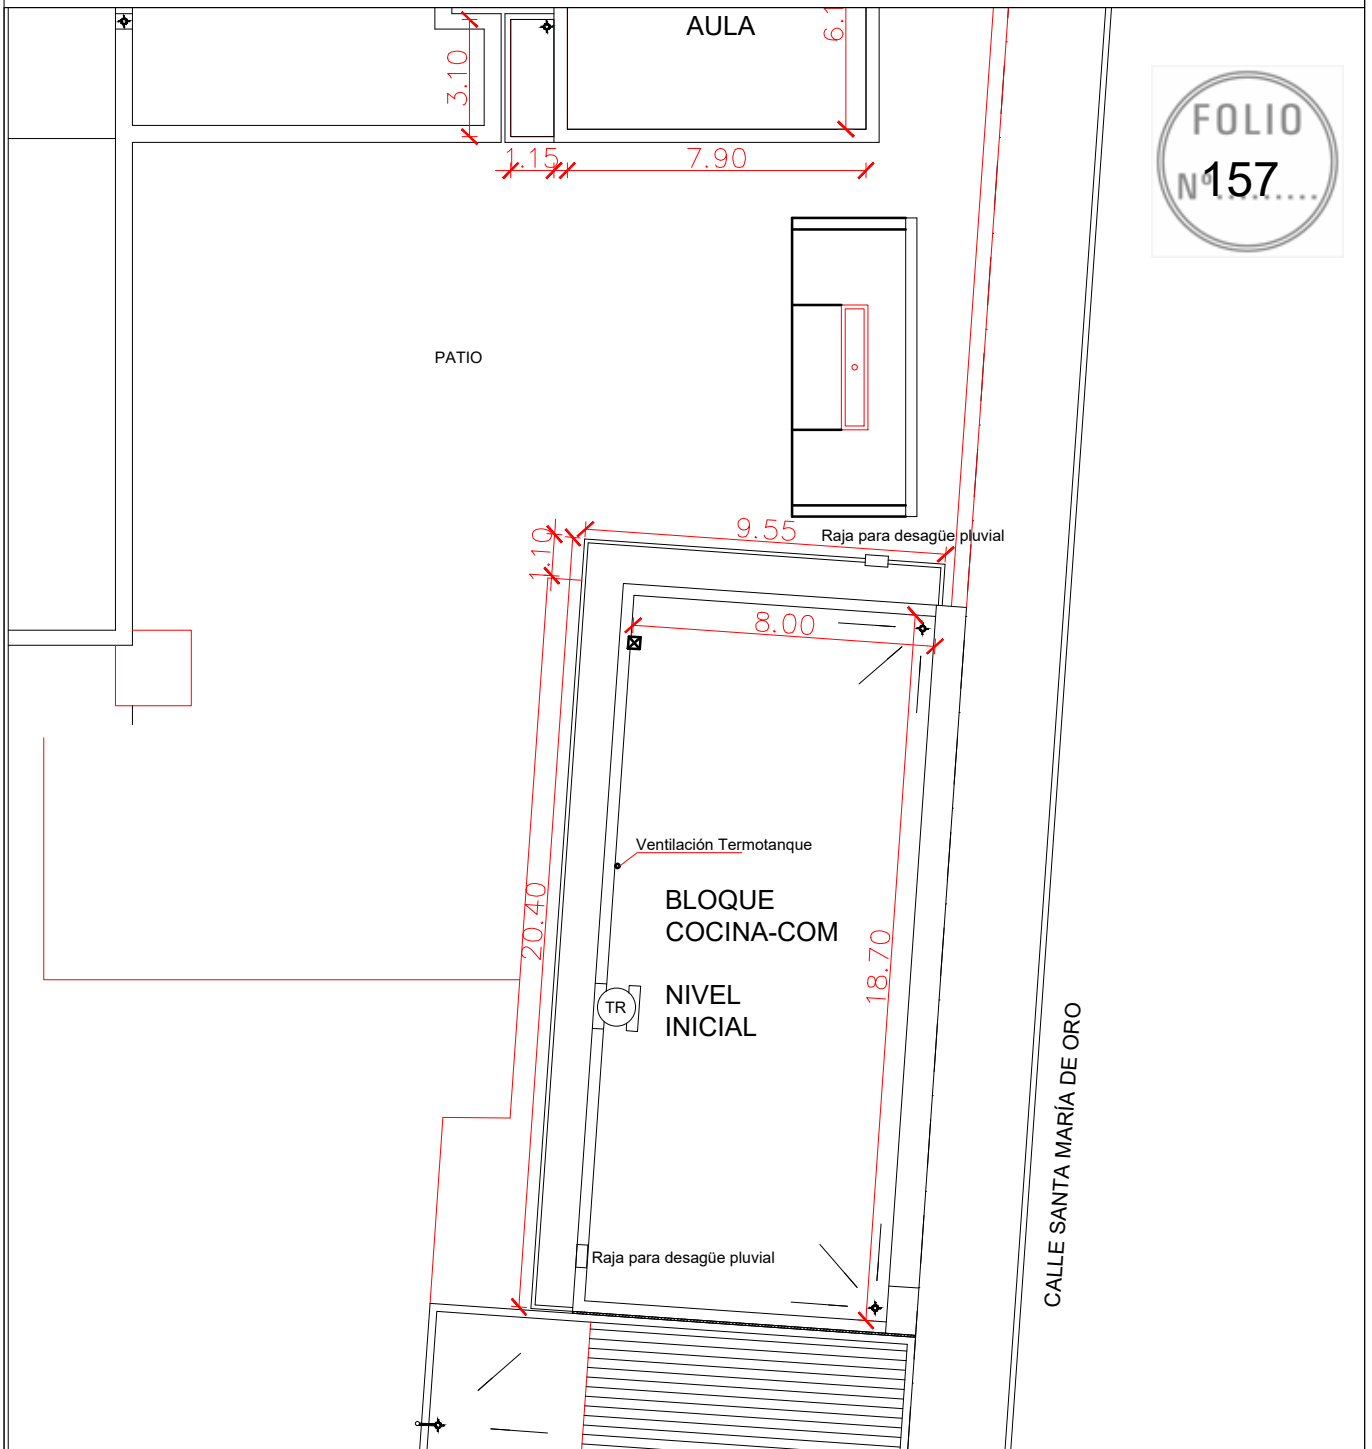 AULA
6.1
3.10
1.15
7.90
FOLIO
Nº.........
157
PATIO
9.55
Raja para desagüe pluvial
1.10
8.00
Ventilación Termotanque
BLOQUE
COCINA-COM
20.40
18.70
NIVEL
INICIAL
TR
CALLE SANTA MARÍA DE ORO
Raja para desagüe pluvial